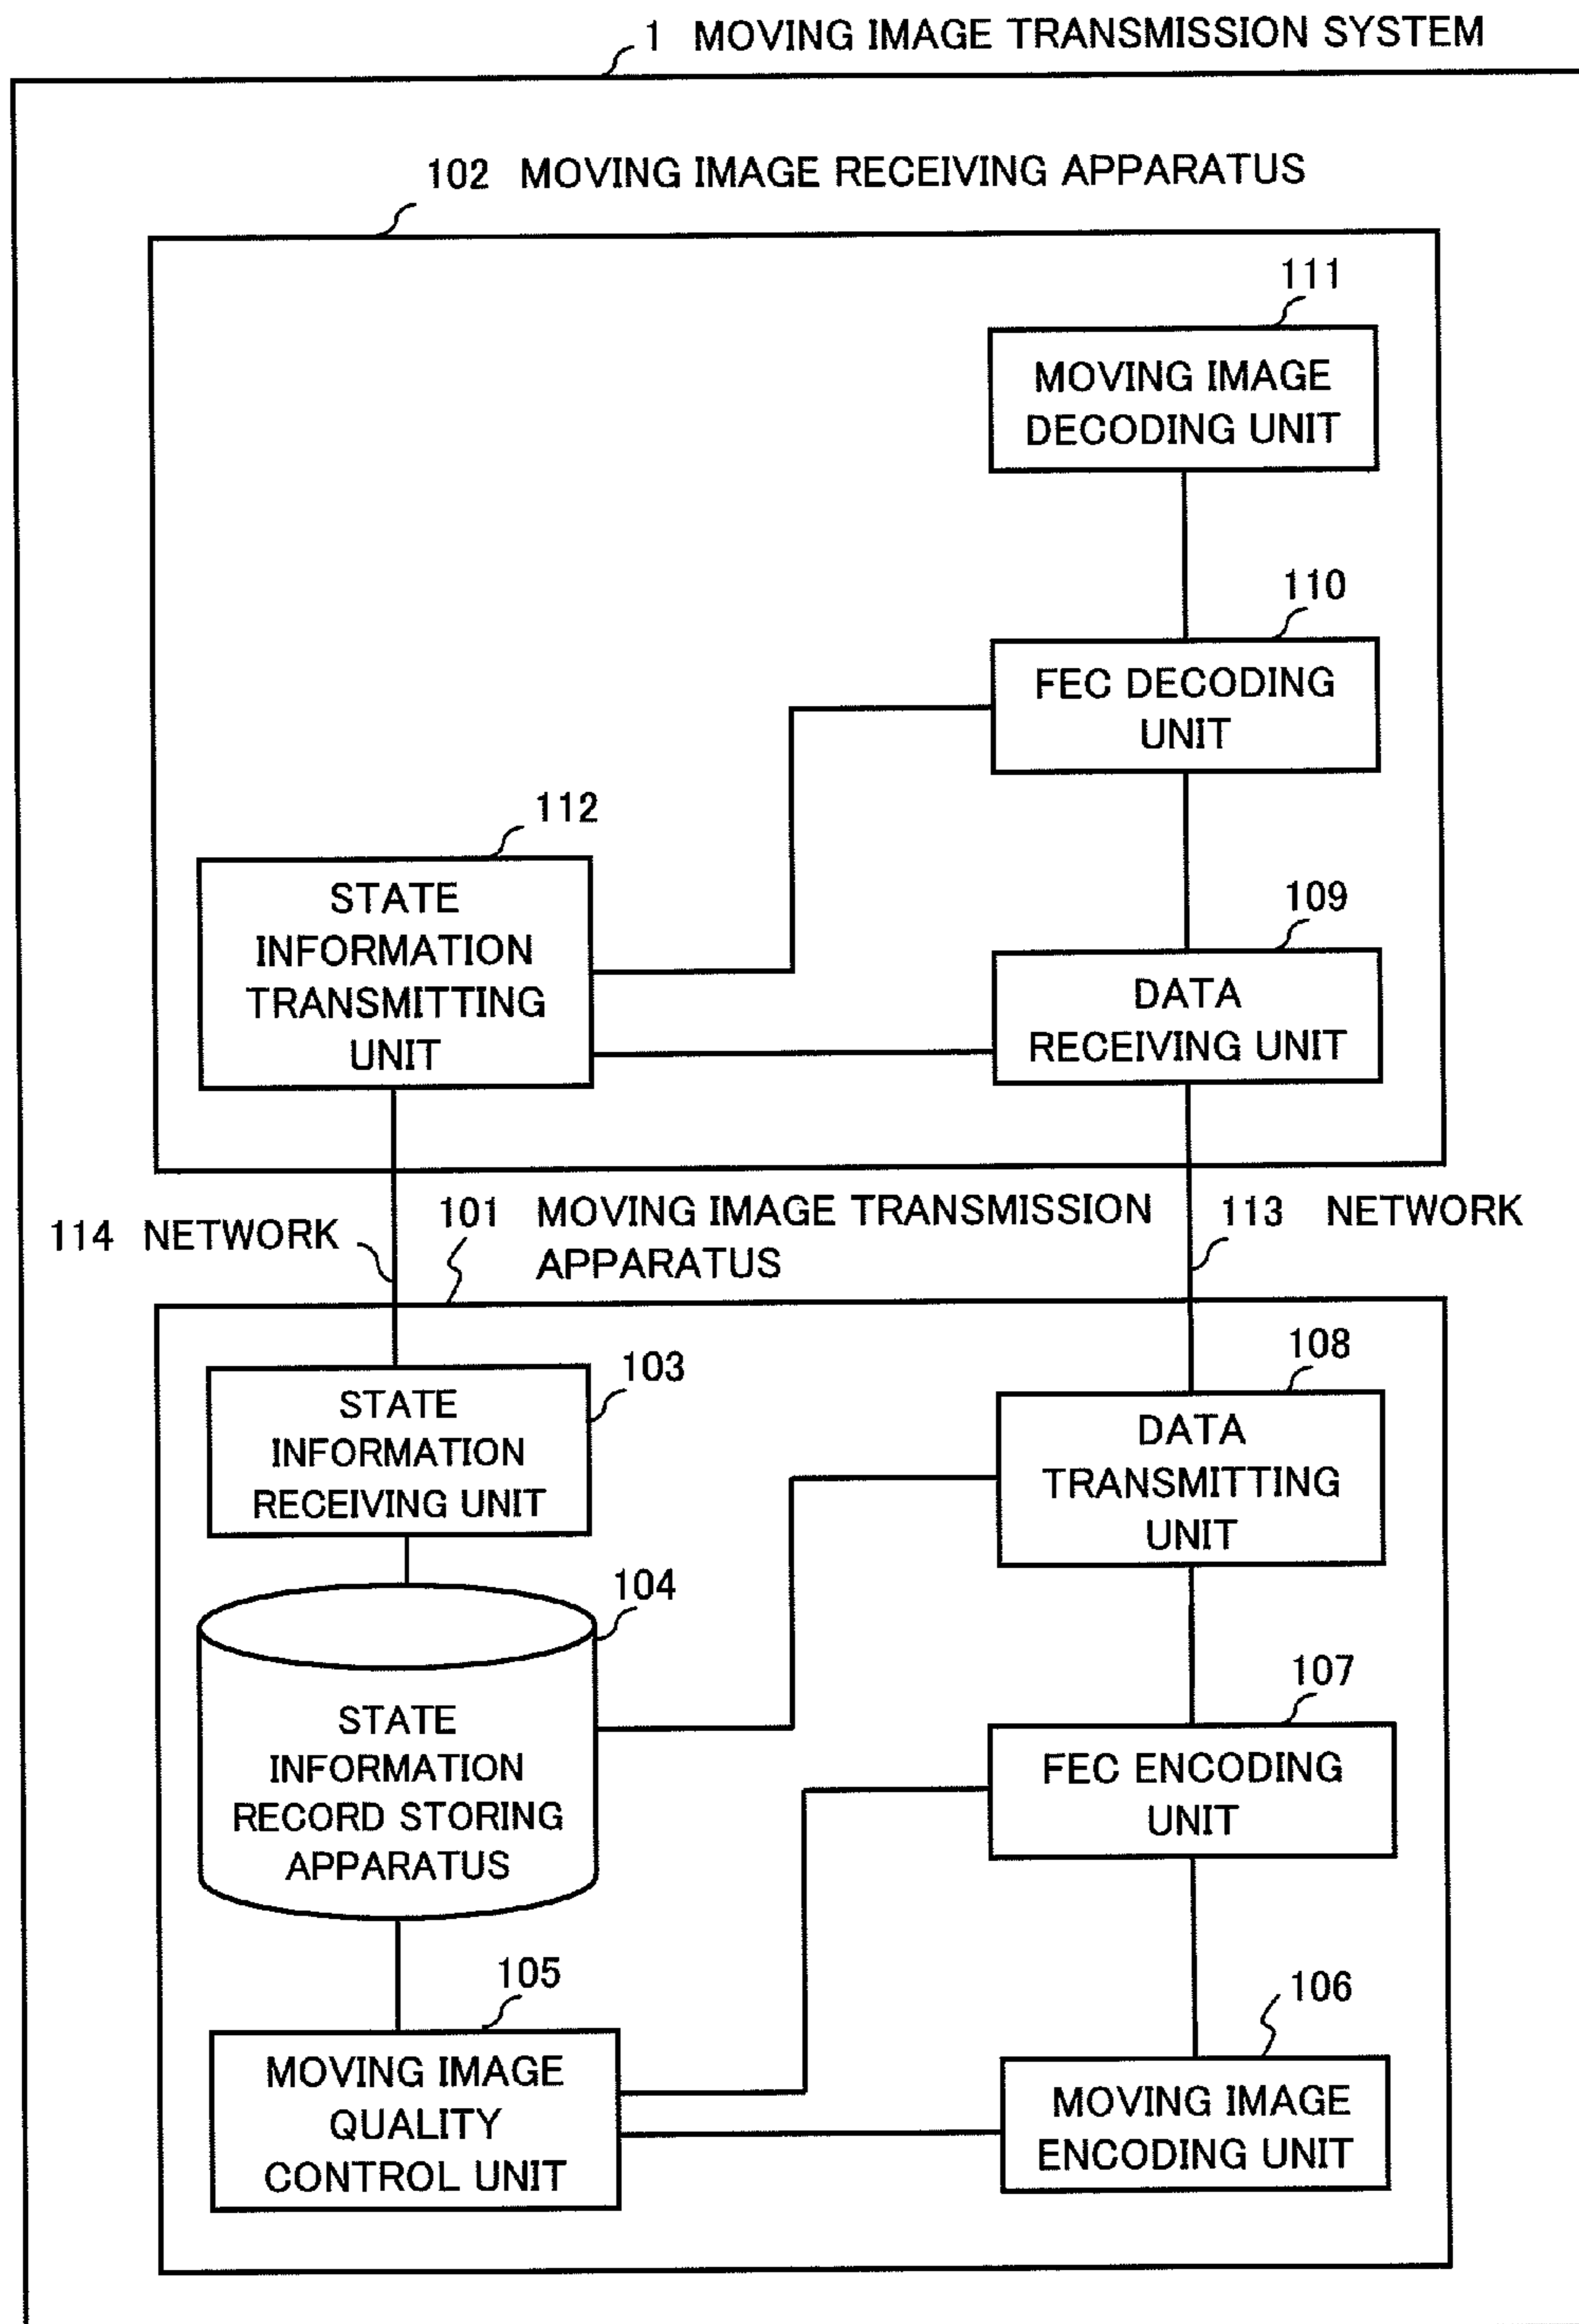 1 MOVING IMAGE TRANSMISSION SYSTEM
102 MOVING IMAGE RECEIVING APPARATUS
111
MOVING IMAGE
DECODING UNIT
110
FEC DECODING
UNIT
112
STATE
INFORMATION
TRANSMITTING
UNIT
109
DATA
RECEIVING UNIT
114 NETWORK
101 MOVING IMAGE TRANSMISSION
APPARATUS
113 NETWORK
103
STATE
INFORMATION
RECEIVING UNIT
108
DATA
TRANSMITTING
UNIT
104
STATE
INFORMATION
RECORD STORING
APPARATUS
107
FEC ENCODING
UNIT
105
MOVING IMAGE
QUALITY
CONTROL UNIT
106
MOVING IMAGE
ENCODING UNIT